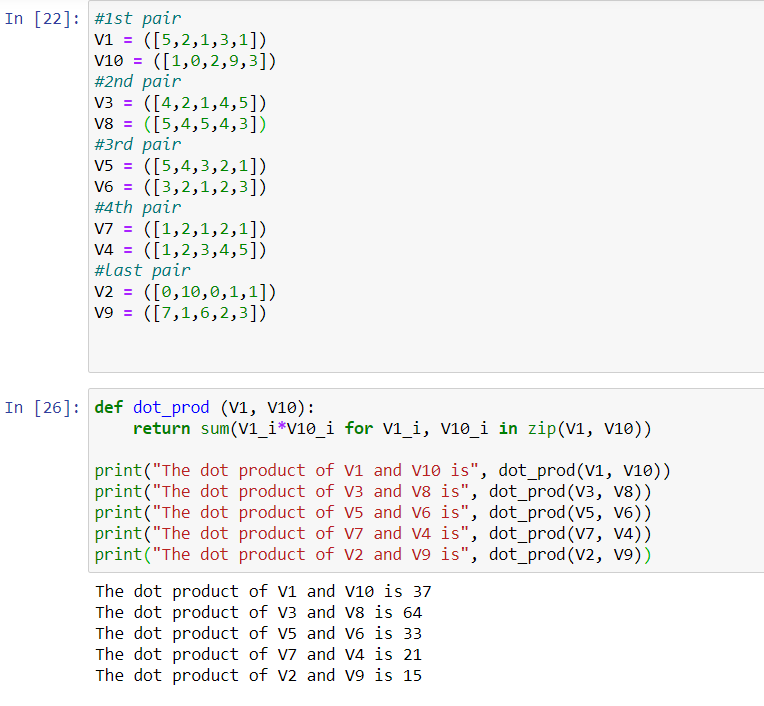 In [22]: #1st pair
V1 = ([5,2,1,3,1])
V10 = ([1,0,2,9,3])
#2nd pair
V3 = ([4,2,1,4,5])
V8 = ([5,4,5,4,3])
#3rd pair
V5 = ([5,4,3,2,1])
V6 = ([3,2,1,2,3])
#4th pair
V7 = ([1,2,1,2,1])
V4 = ([1,2,3,4,5])
#last pair
V2 = ([0,10,0,1,1])
V9 = ([7,1,6,2,3])
In [26]: def dot_prod (V1, V10):
    return sum(V1_i*V10_i for V1_i, V10_i in zip(V1, V10))
print("The dot product of V1 and V10 is", dot_prod(V1, V10))
print("The dot product of V3 and V8 is", dot_prod(V3, V8))
print("The dot product of V5 and V6 is", dot_prod(V5, V6))
print("The dot product of V7 and V4 is", dot_prod(V7, V4))
print("The dot product of V2 and V9 is", dot_prod(V2, V9))
The dot product of V1 and V10 is 37
The dot product of V3 and V8 is 64
The dot product of V5 and V6 is 33
The dot product of V7 and V4 is 21
The dot product of V2 and V9 is 15